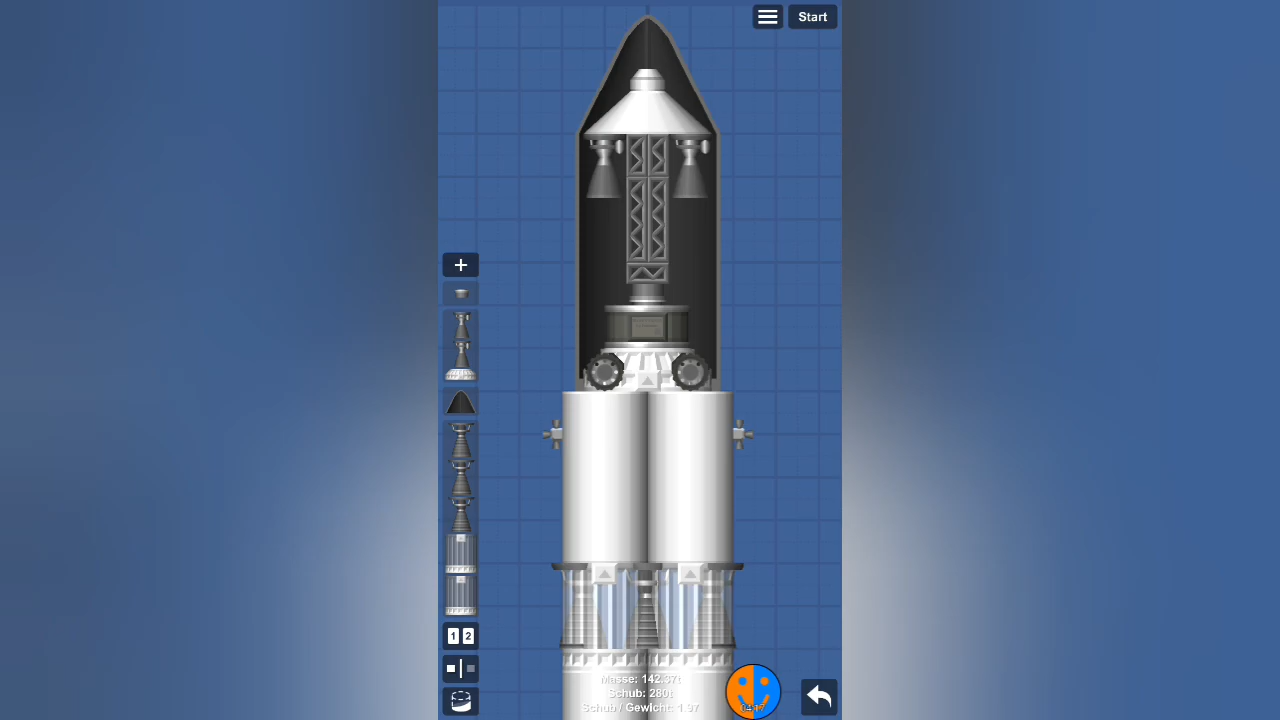 Start
1 2
Masse: 142.37t
Schub: 280t
Schub / Gewicht: 1.97